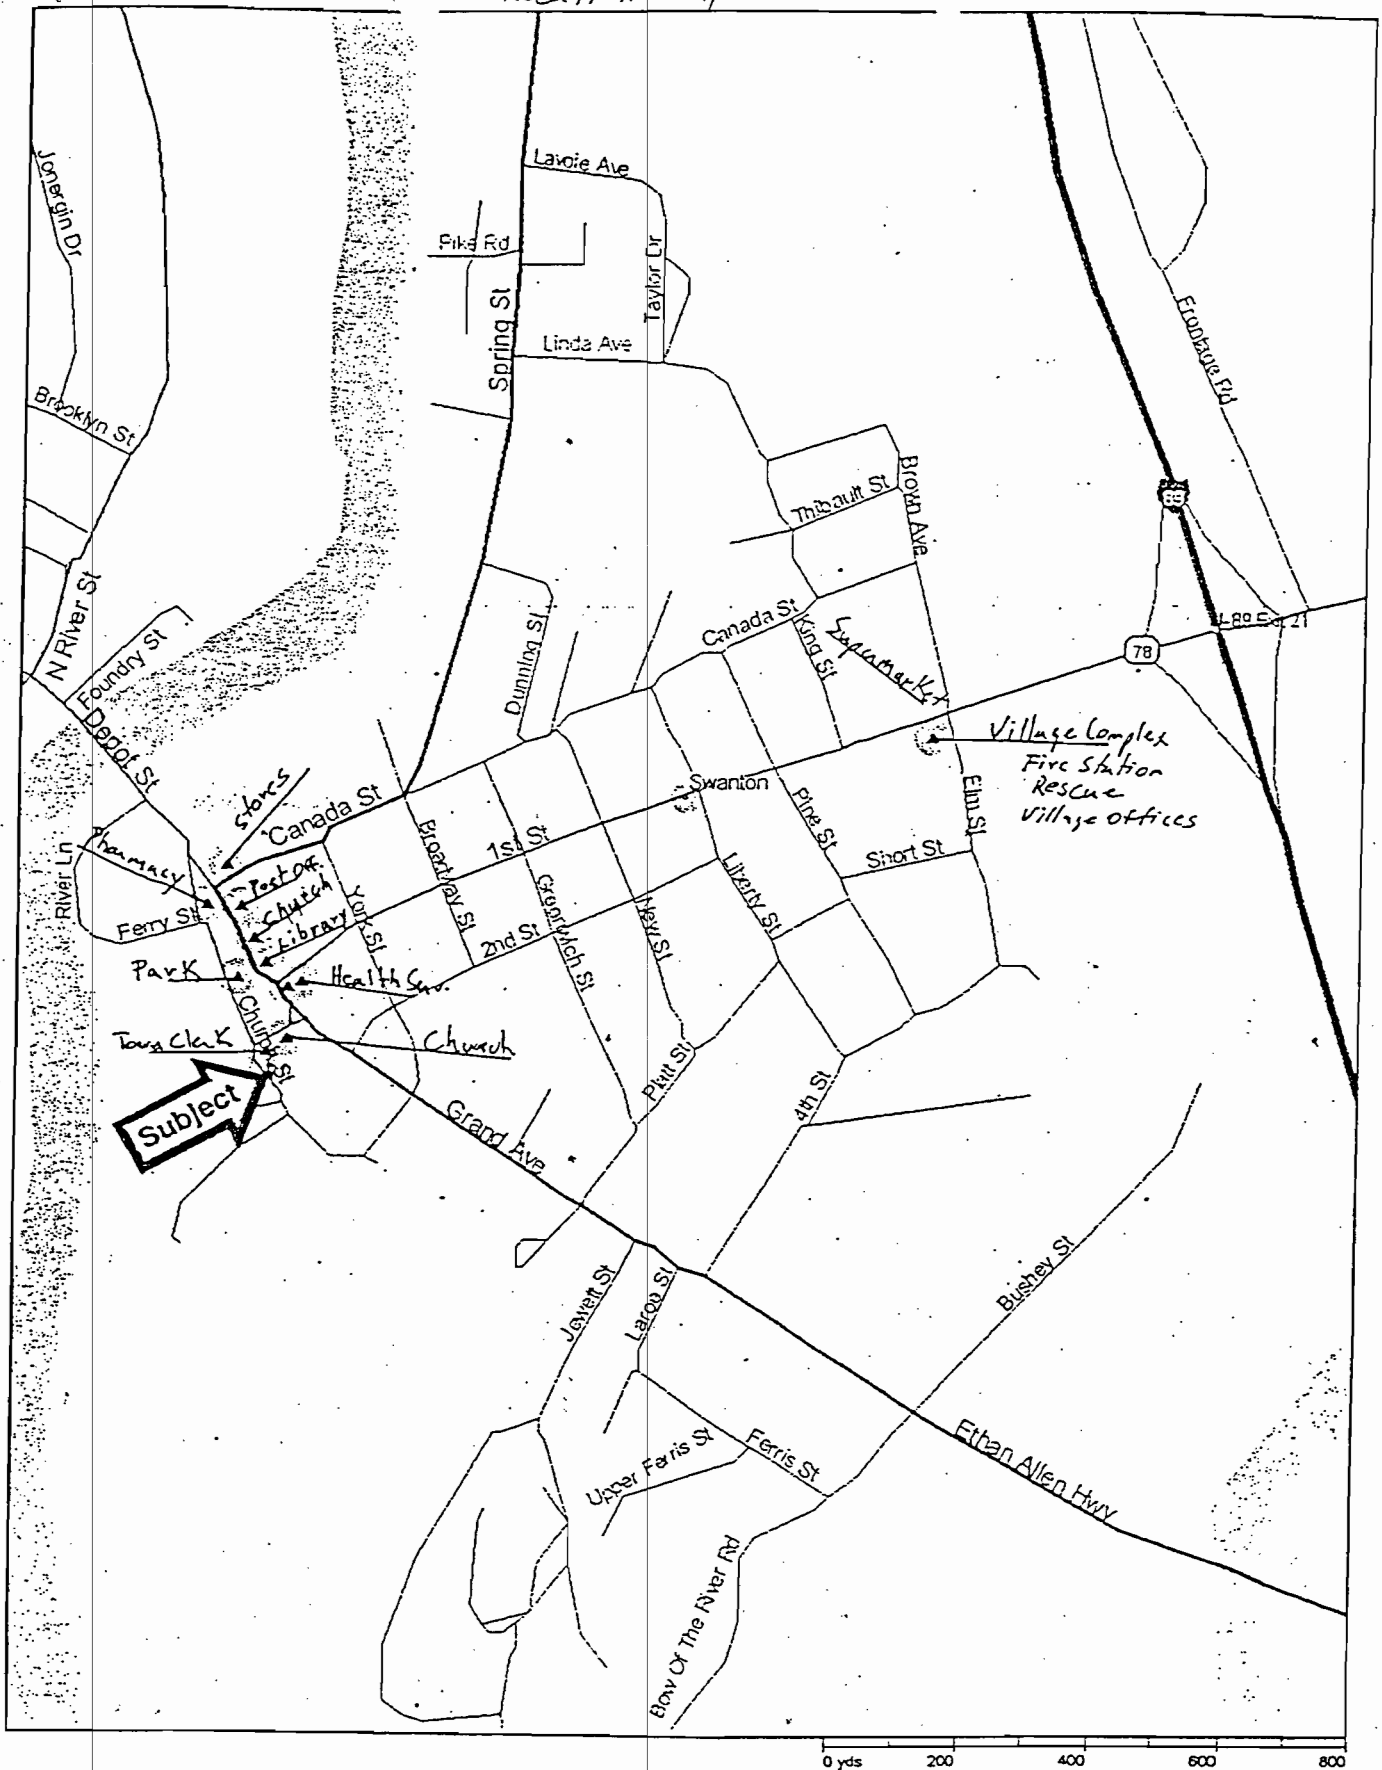 Lavoie Ave
Jonergin Dr
Pike Rd
Taylor Dr
Spring St
Linda Ave
Frontage Rd
Brooklyn St
Brown Ave
Thibault St
N River St
Foundry St
Canada St
King St
Supermarket
78
Dunning St
Depot St
Village Complex
Fire Station
Rescue
Village Offices
Swanton
Stores
Canada St
Pine St
Elm St
Pharmacy
River Ln
Broadway St
1st St
Short St
Post Off.
Church
Library
York St
Greenwich St
New St
Liberty St
Ferry St
2nd St
Park
Health Serv.
Church St
Town Clerk
Church
Platt St
4th St
Subject
Grand Ave
Bushey St
Jewett St
Laroo St
Upper Ferris St
Ferris St
Ethan Allen Hwy
Bow Of The River Rd
0 yds 200 400 600 800